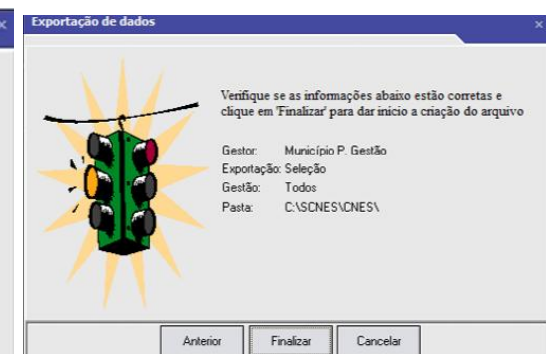 Exportação de dados
Verifique se as informações abaixo estão corretas e
clique em 'Finalizar' para dar início a criação do arquivo
Gestor: Município P. Gestão
Exportação: Seleção
Gestão: Todos
Pasta: C:\SCNES\CNES\
Anterior Finalizar Cancelar